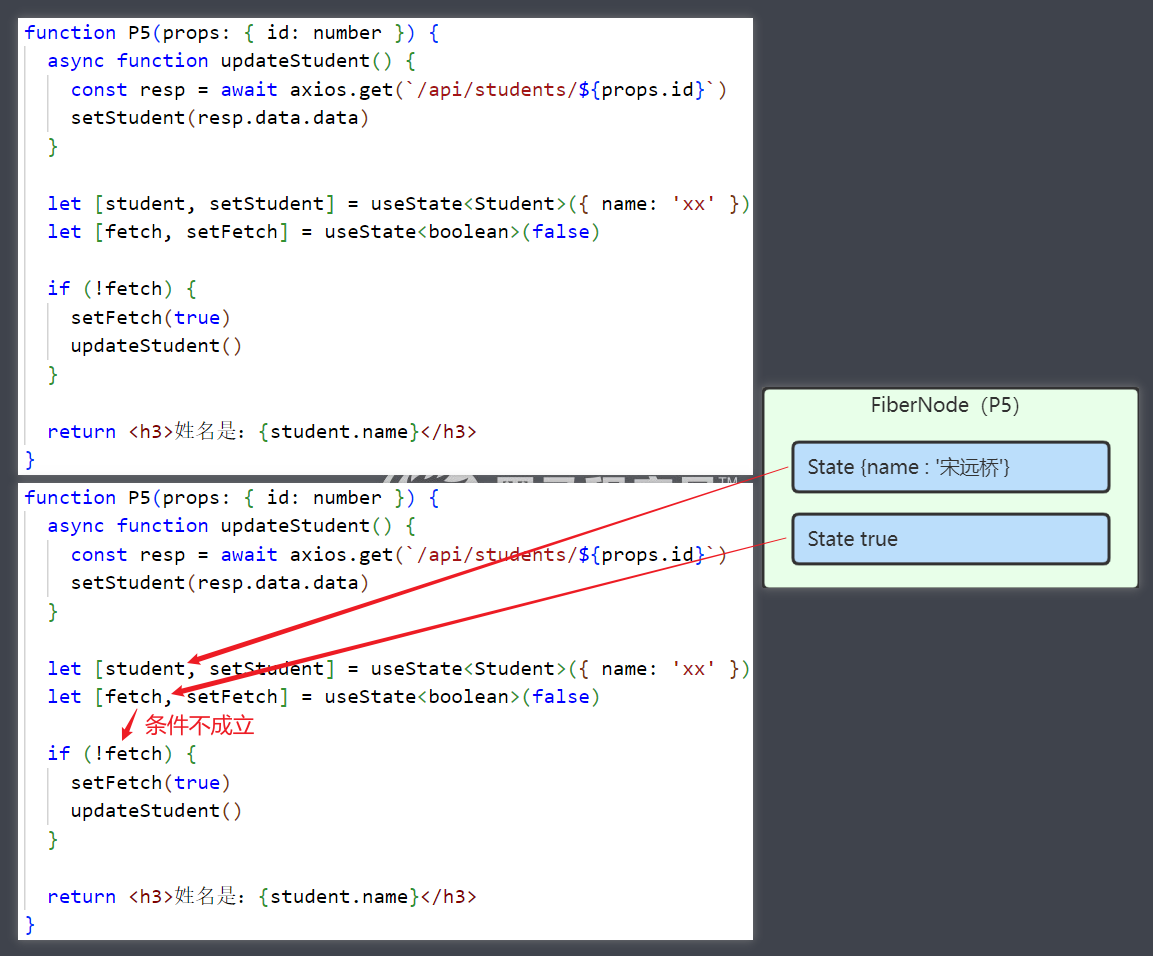 function P5(props: { id: number }) {
  async function updateStudent() {
    const resp = await axios.get(`/api/students/${props.id}`)
    setStudent(resp.data.data)
  }
  let [student, setStudent] = useState<Student>({ name: 'xx' })
  let [fetch, setFetch] = useState<boolean>(false)
  if (!fetch) {
    setFetch(true)
    updateStudent()
  }
  return <h3>姓名是：{student.name}</h3>
}
function P5(props: { id: number }) {
  async function updateStudent() {
    const resp = await axios.get(`/api/students/${props.id}`)
    setStudent(resp.data.data)
  }
  let [student, setStudent] = useState<Student>({ name: 'xx' })
  let [fetch, setFetch] = useState<boolean>(false)
条件不成立
  if (!fetch) {
    setFetch(true)
    updateStudent()
  }
  return <h3>姓名是：{student.name}</h3>
}
FiberNode（P5）
State {name : '宋远桥'}
State true